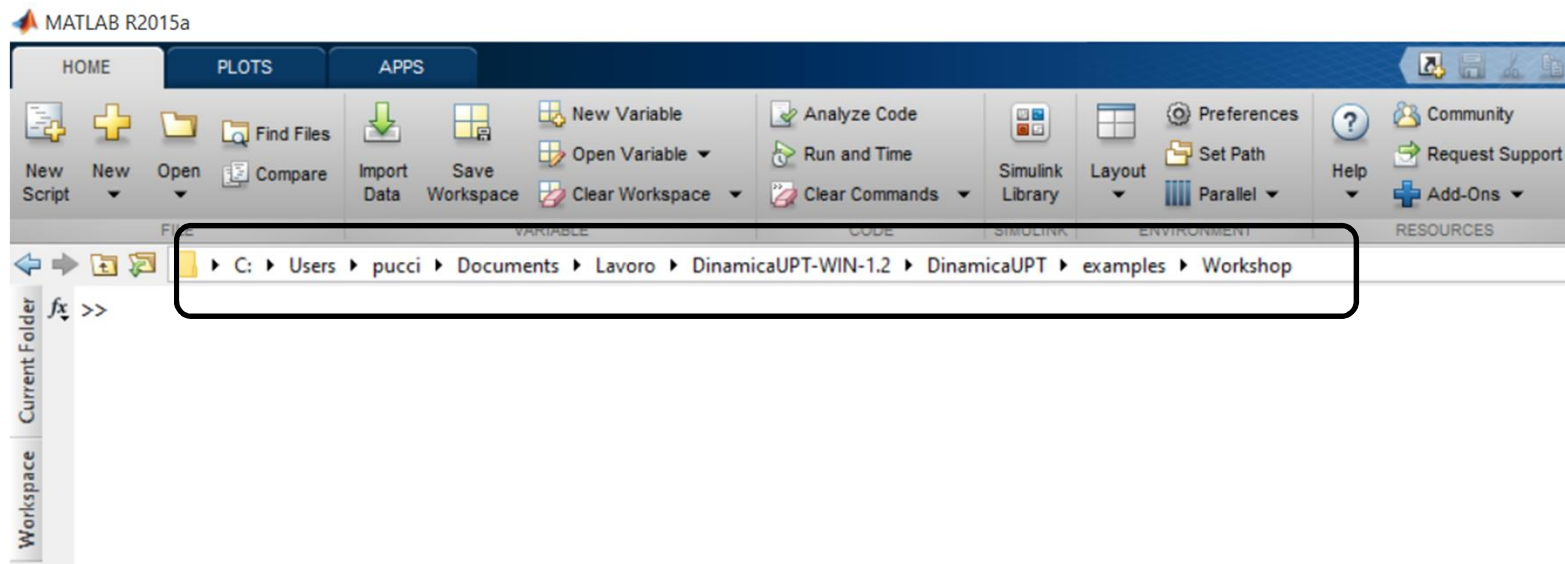 MATLAB R2015a
HOME PLOTS APPS
New Script
New
Open
Find Files
Compare
FILE
Import Data
Save Workspace
New Variable
Open Variable
Clear Workspace
VARIABLE
Analyze Code
Run and Time
Clear Commands
CODE
Simulink Library
SIMULINK
Layout
Preferences
Set Path
Parallel
ENVIRONMENT
? Help
Community
Request Support
Add-Ons
RESOURCES
C: Users pucci Documents Lavoro DinamicaUPT-WIN-1.2 DinamicaUPT examples Workshop
fx >>
Current Folder
Workspace